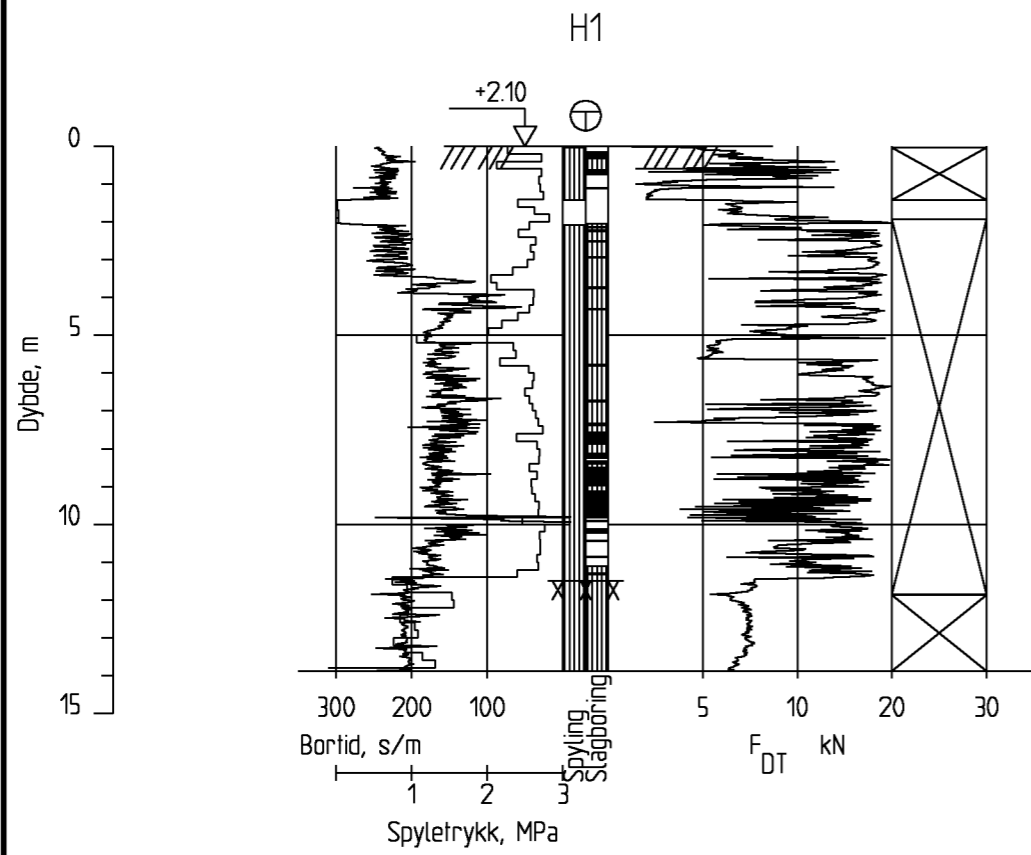 H1
+2.10
0
5
10
15
Dybde, m
300 200 100
Bortid, s/m
1 2 3
Spyletrykk, MPa
Spyling
Slagboring
5 10 20 30
FDT kN